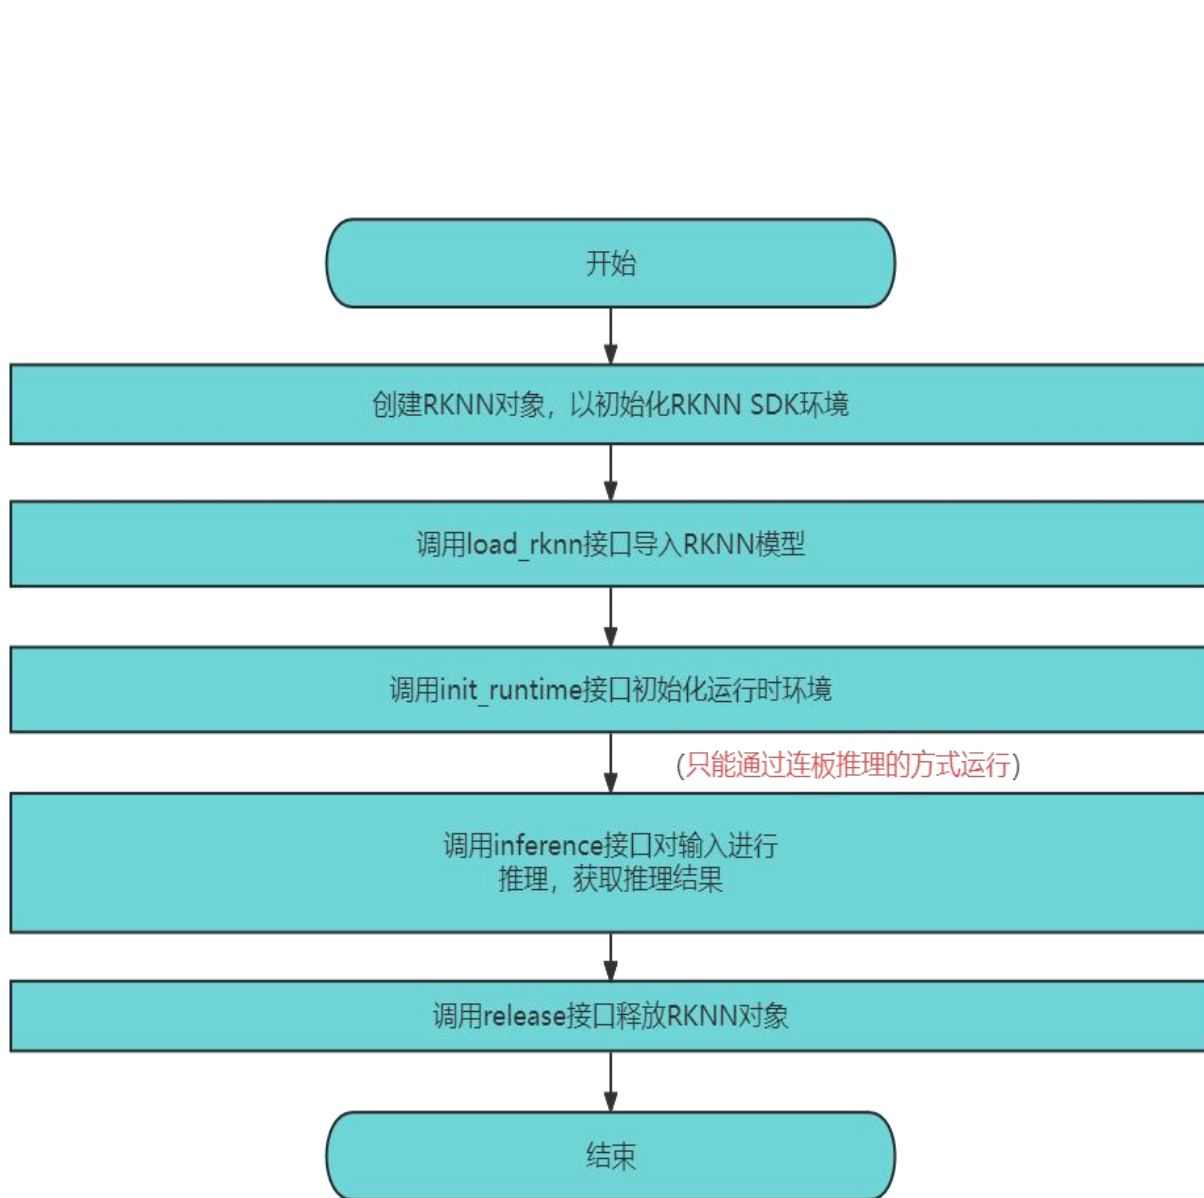 开始
创建RKNN对象，以初始化RKNN SDK环境
调用load_rknn接口导入RKNN模型
调用init_runtime接口初始化运行时环境
(只能通过连板推理的方式运行)
调用inference接口对输入进行
推理，获取推理结果
调用release接口释放RKNN对象
结束